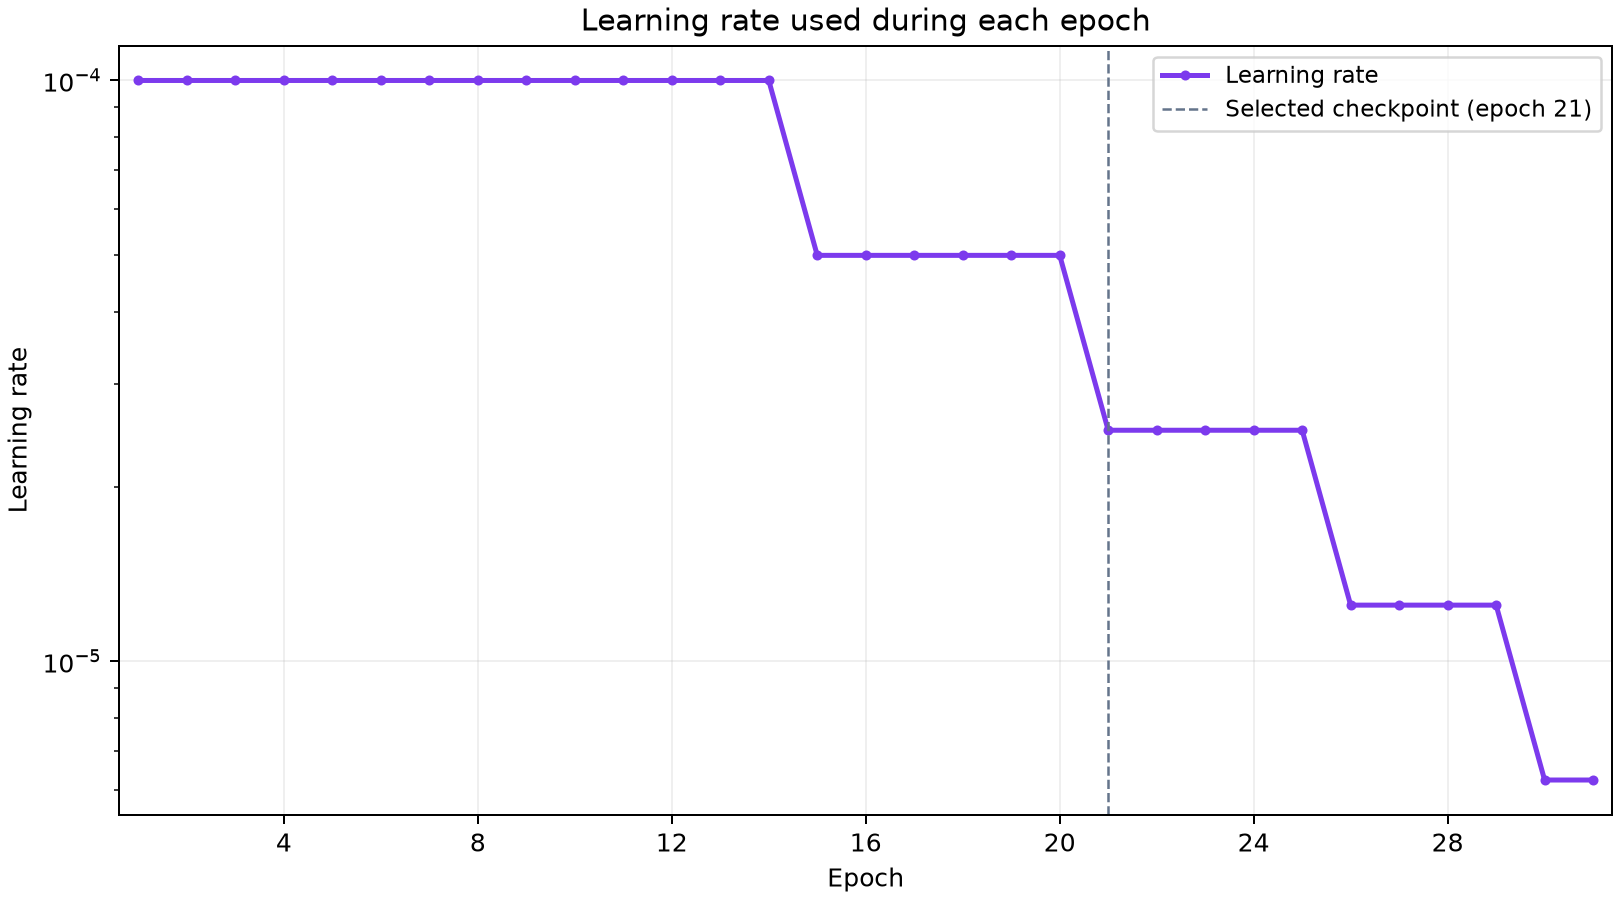 Learning rate used during each epoch
Learning rate
Selected checkpoint (epoch 21)
10⁻⁴
10⁻⁵
Learning rate
4 8 12 16 20 24 28
Epoch